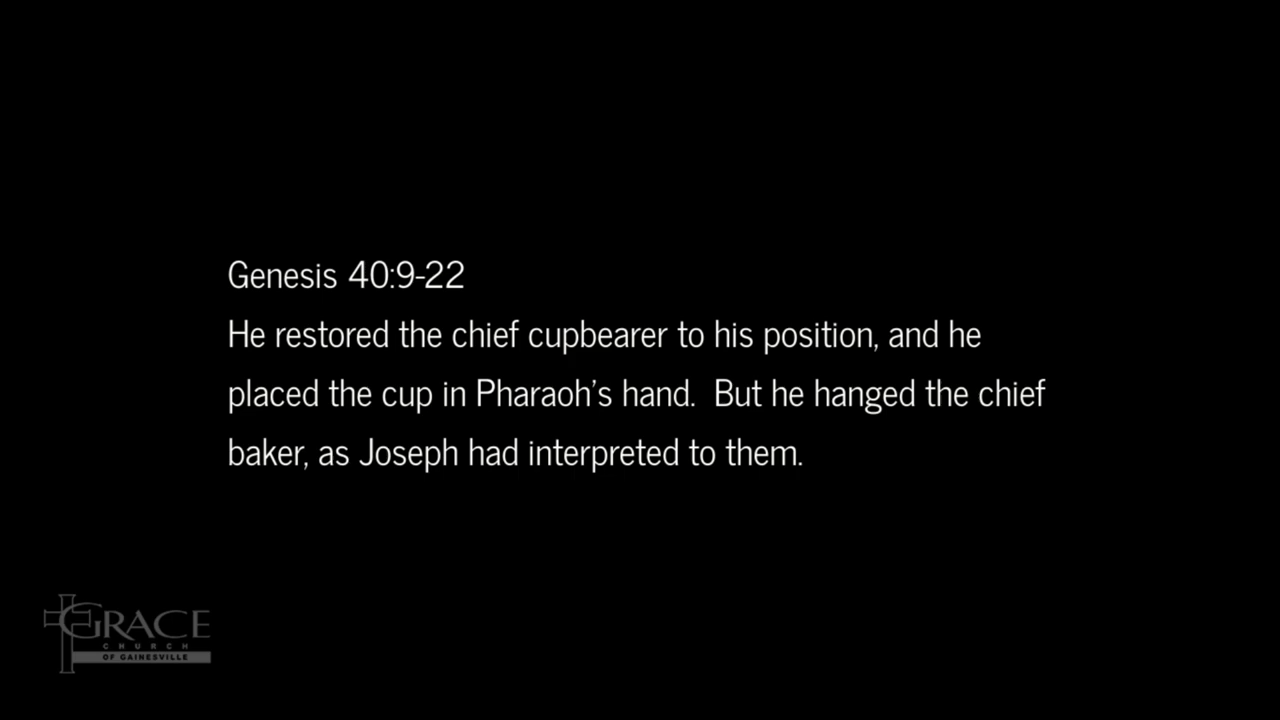 Genesis 40:9-22
He restored the chief cupbearer to his position, and he
placed the cup in Pharaoh’s hand.  But he hanged the chief
baker, as Joseph had interpreted to them.
GRACE
CHURCH
OF GAINESVILLE